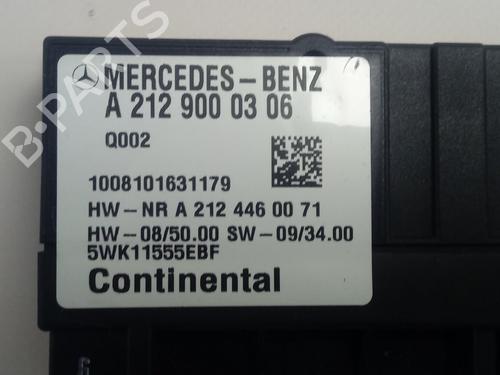 MERCEDES-BENZ
A 212 900 03 06
Q002
1008101631179
HW-NR A 212 446 00 71
HW-08/50.00 SW-09/34.00
5WK11555EBF
Continental
B-PARTS